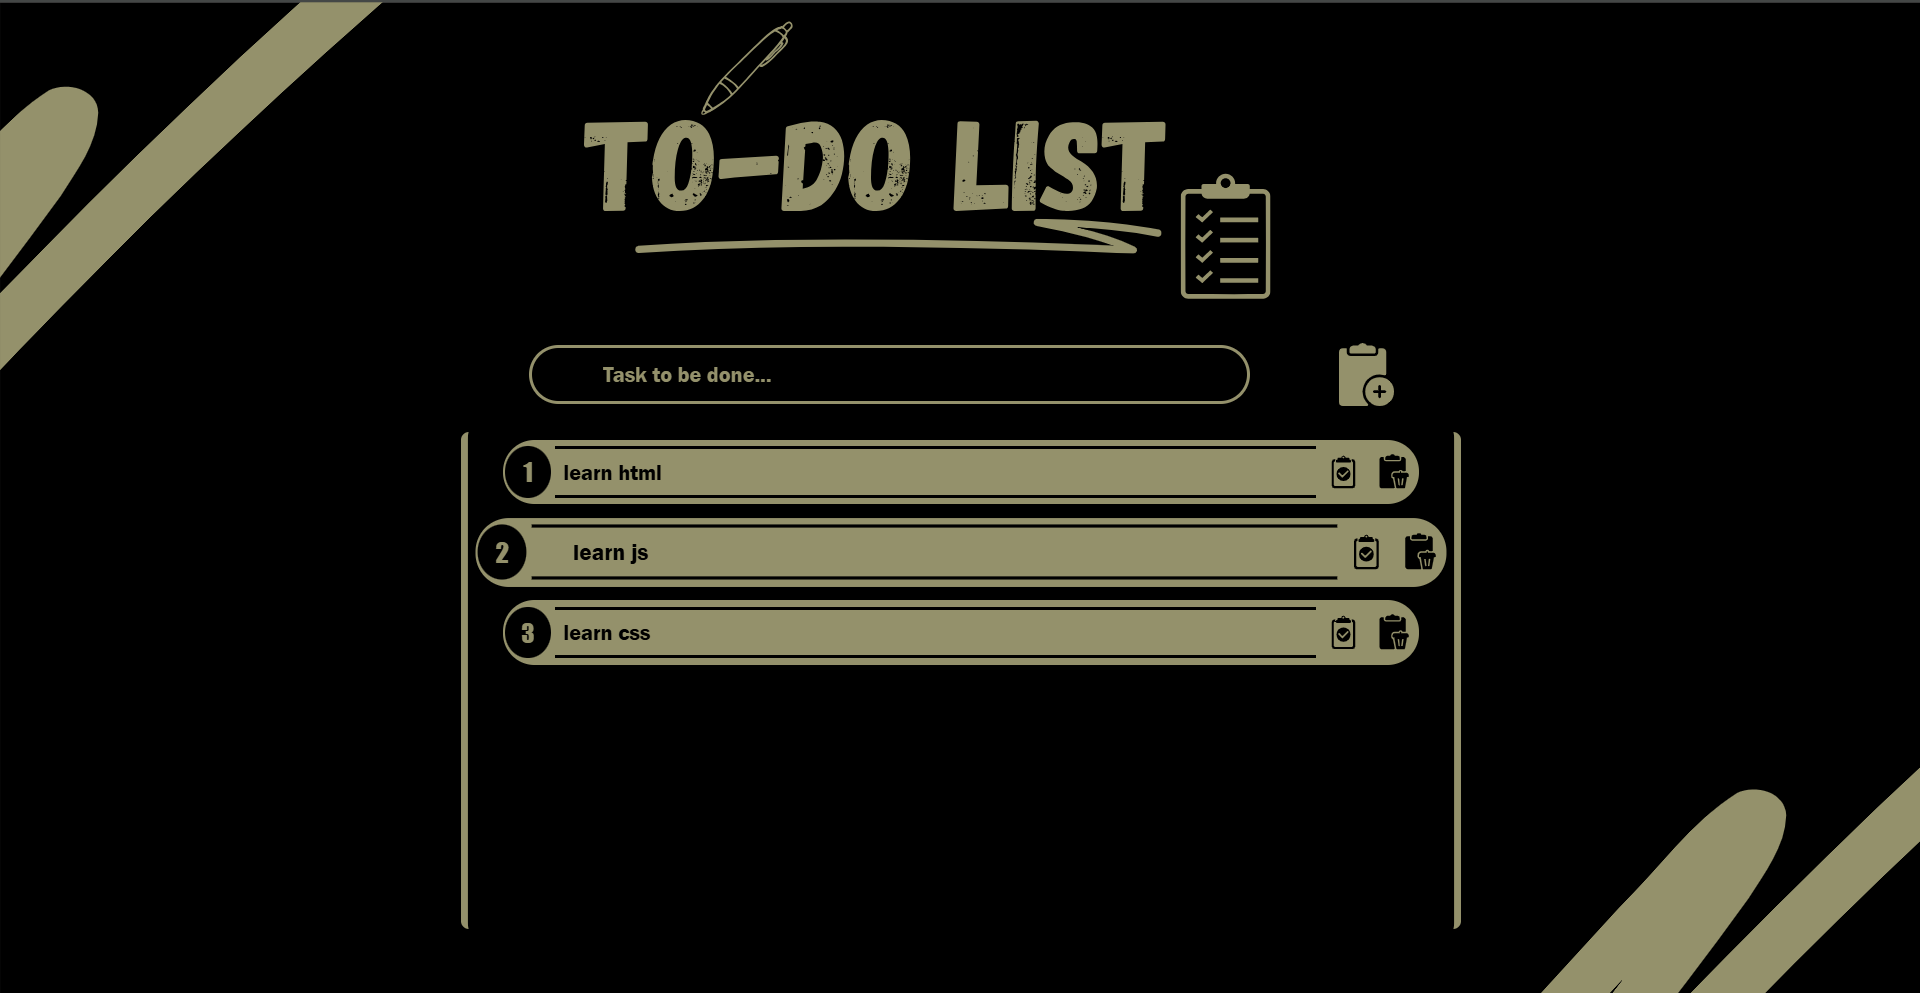 TO-DO LIST
Task to be done...
1 learn html
2 learn js
3 learn css